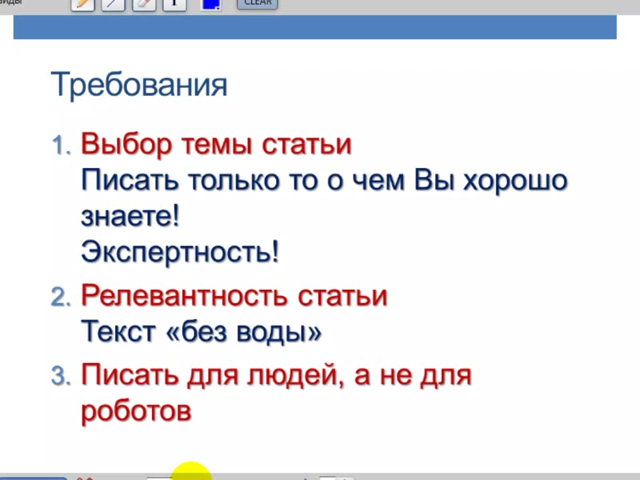 CLEAR
Требования
1. Выбор темы статьи
Писать только то о чем Вы хорошо
знаете!
Экспертность!
2. Релевантность статьи
Текст «без воды»
3. Писать для людей, а не для
роботов